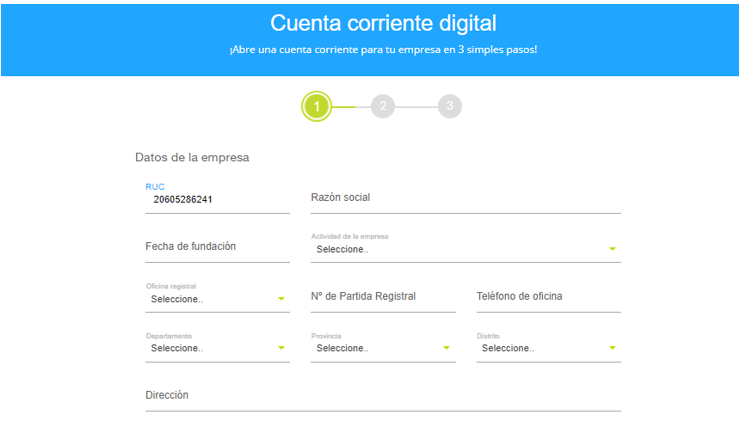 Cuenta corriente digital
¡Abre una cuenta corriente para tu empresa en 3 simples pasos!
1 2 3
Datos de la empresa
RUC
20605286241
Razón social
Fecha de fundación
Actividad de la empresa
Seleccione..
Oficina registral
Seleccione..
Nº de Partida Registral
Teléfono de oficina
Departamento
Seleccione..
Provincia
Seleccione..
Distrito
Seleccione..
Dirección